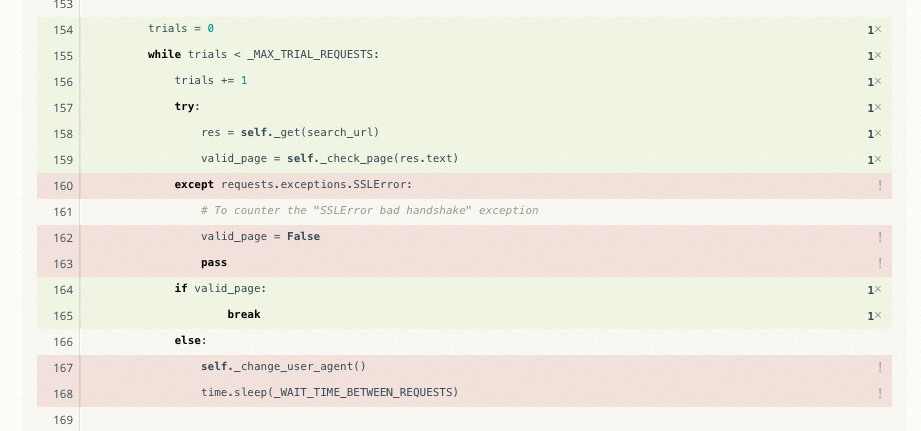 153
154 trials = 0 1×
155 while trials < _MAX_TRIAL_REQUESTS: 1×
156 trials += 1 1×
157 try: 1×
158 res = self._get(search_url) 1×
159 valid_page = self._check_page(res.text) 1×
160 except requests.exceptions.SSLError: !
161 # To counter the "SSLError bad handshake" exception
162 valid_page = False !
163 pass !
164 if valid_page: 1×
165 break 1×
166 else:
167 self._change_user_agent() !
168 time.sleep(_WAIT_TIME_BETWEEN_REQUESTS) !
169